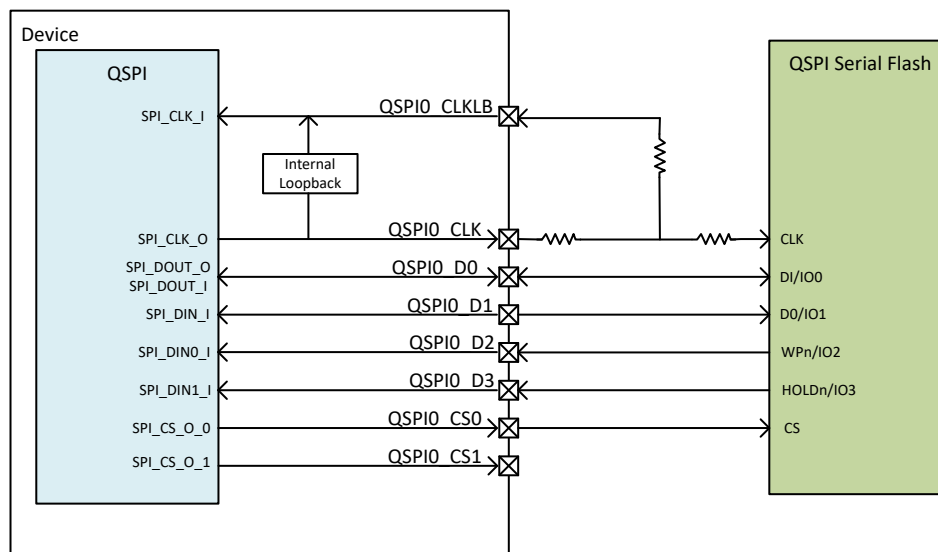 Device
QSPI
QSPI Serial Flash
SPI_CLK_I
QSPI0_CLKLB
Internal
Loopback
SPI_CLK_O
QSPI0_CLK
CLK
SPI_DOUT_O
SPI_DOUT_I
QSPI0_D0
DI/IO0
SPI_DIN_I
QSPI0_D1
D0/IO1
SPI_DIN0_I
QSPI0_D2
WPn/IO2
SPI_DIN1_I
QSPI0_D3
HOLDn/IO3
SPI_CS_O_0
QSPI0_CS0
CS
SPI_CS_O_1
QSPI0_CS1